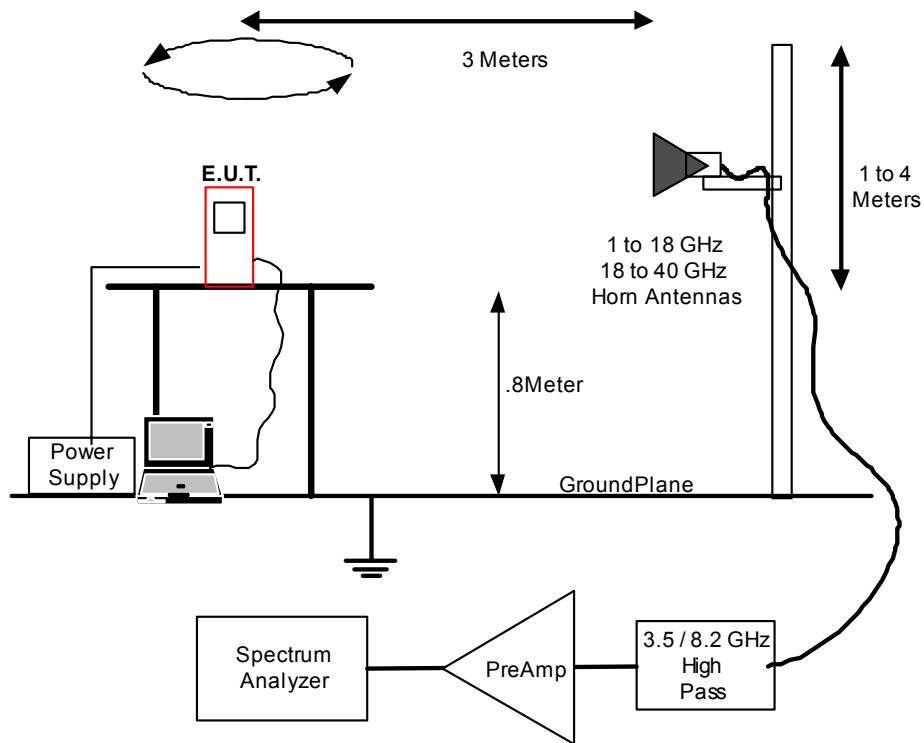 3 Meters
E.U.T.
1 to 4
Meters
1 to 18 GHz
18 to 40 GHz
Horn Antennas
.8Meter
Power
Supply
GroundPlane
Spectrum
Analyzer
PreAmp
3.5 / 8.2 GHz
High
Pass